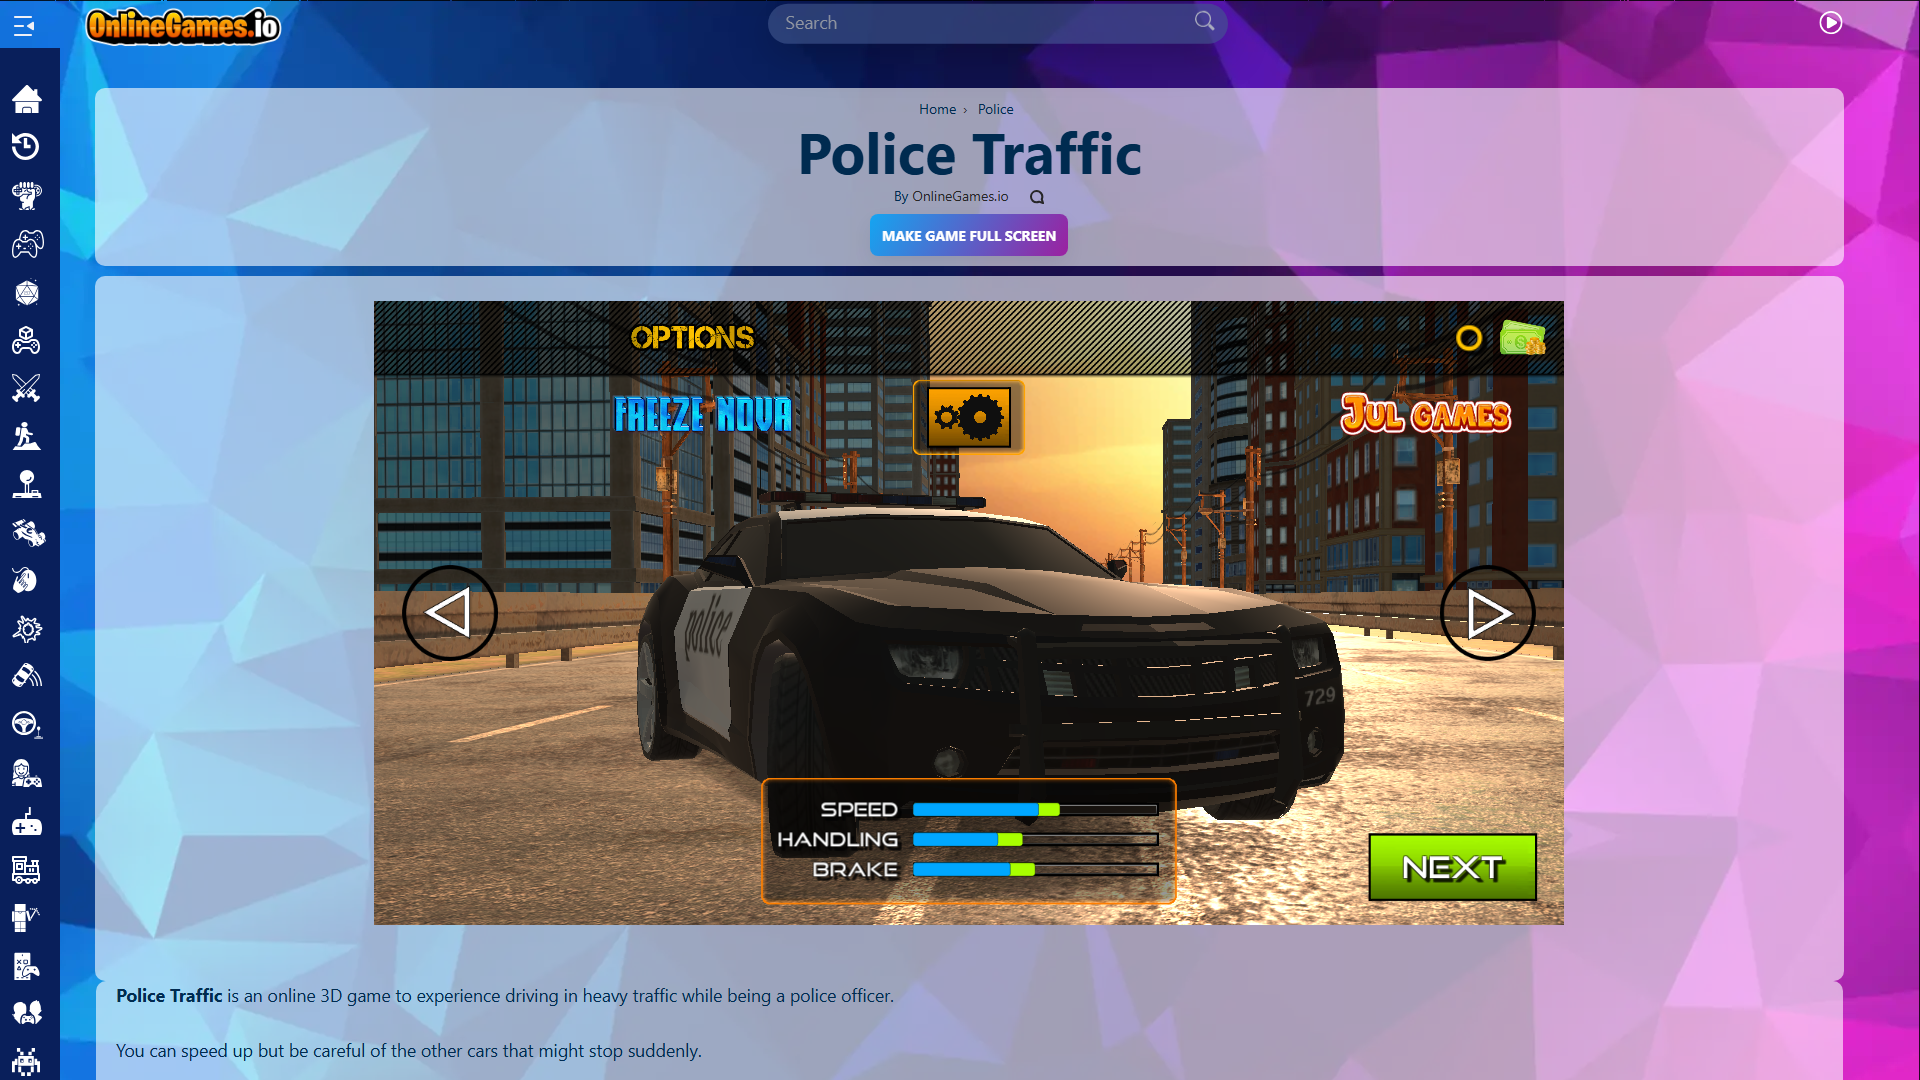 OnlineGames.io
Search
Home › Police
Police Traffic
By OnlineGames.io
MAKE GAME FULL SCREEN
OPTIONS
0
FREEZE NOVA
JUL GAMES
police
729
SPEED
HANDLING
BRAKE
NEXT
Police Traffic is an online 3D game to experience driving in heavy traffic while being a police officer.
You can speed up but be careful of the other cars that might stop suddenly.